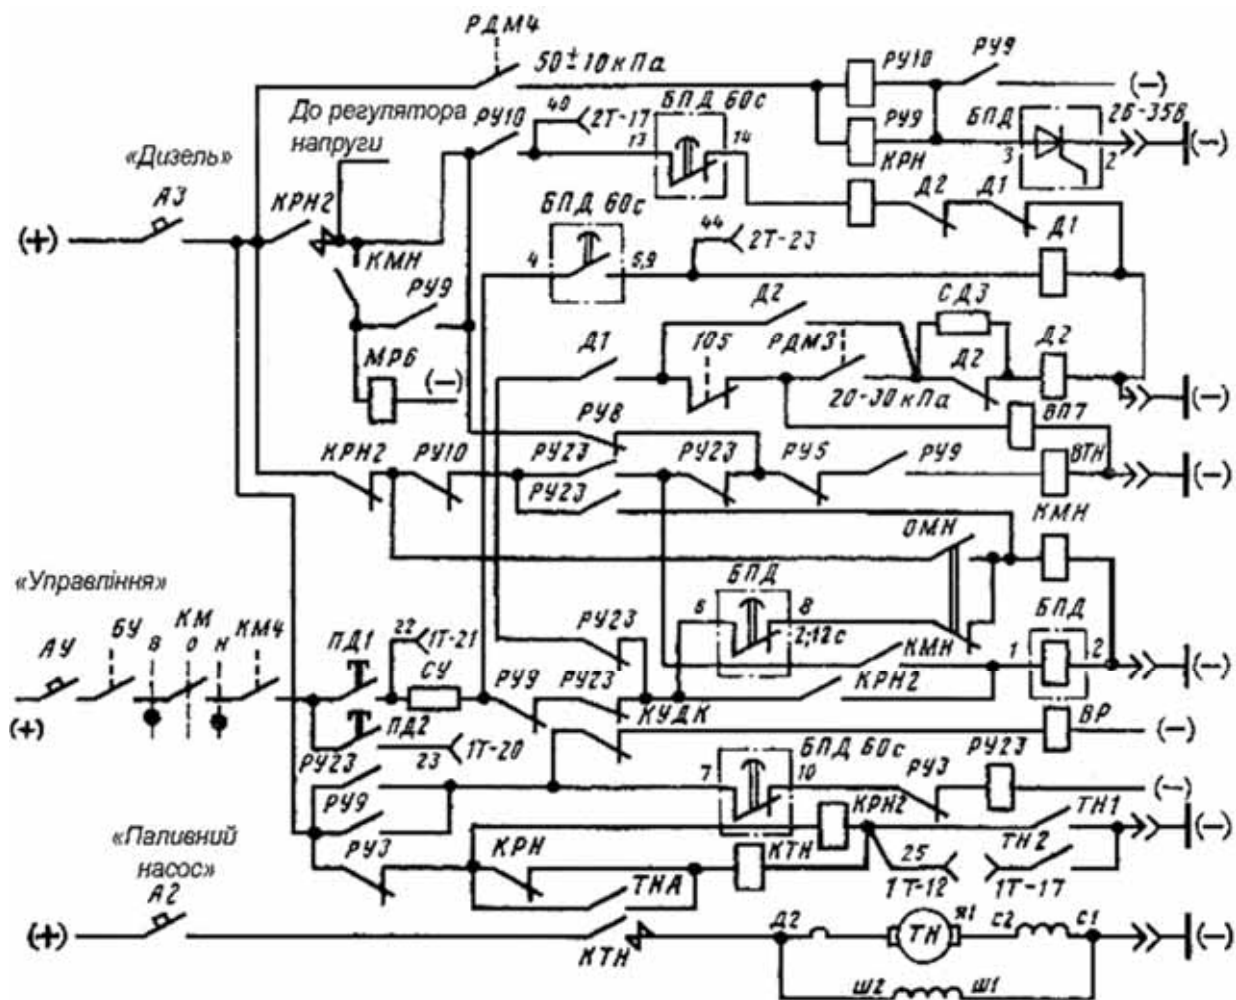 РДМ4
50±10кПа
РУ10
РУ9
(–)
До регулятора
напруги
РУ10
40
2Т-17
БПД 60с
13
14
РУ9
КРН
БПД
3
2
2Б-35В
(–)
«Дизель»
А3
(+)
КРН2
КМН
РУ9
МР6
(–)
БПД 60с
4
5,9
44
2Т-23
Д2
Д1
Д1
Д2
СД3
Д1
105
РДМ3
20-30кПа
Д2
Д2
(–)
ВП7
РУ8
КРН2
РУ10
РУ23
РУ23
РУ5
РУ9
ВТН
(–)
РУ23
ОМН
КМН
«Управління»
БПД
6
8
2;12с
БПД
1
2
(–)
АУ
БУ
В
КМ
О
Н
КМ4
(+)
ПД1
22
1Т-21
СУ
РУ23
КМН
РУ9
РУ23
КРН2
КУДК
ВР
(–)
ПД2
23
1Т-20
РУ23
БПД 60с
7
10
РУ3
РУ23
(–)
РУ9
КРН2
ТН1
(–)
«Паливний
насос»
РУ3
КРН
КТН
25
1Т-12
ТН2
1Т-17
ТНА
А2
(+)
КТН
Д2
ТН
Я1
С2
С1
(–)
Ш2
Ш1